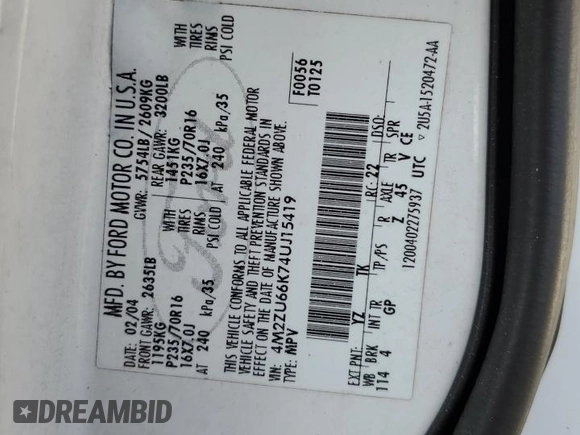 MFD. BY FORD MOTOR CO. IN U.S.A.
DATE: 02/04 GVWR: 5754LB / 2609KG
FRONT GAWR: 2635LB REAR GAWR: 3200LB
1195KG WITH 1451KG WITH
P235/70R16 TIRES P235/70R16 TIRES
16X7.0J RIMS 16X7.0J RIMS
AT 240 kPa/35 PSI COLD AT 240 kPa/35 PSI COLD
THIS VEHICLE CONFORMS TO ALL APPLICABLE FEDERAL MOTOR
VEHICLE SAFETY AND THEFT PREVENTION STANDARDS IN
EFFECT ON THE DATE OF MANUFACTURE SHOWN ABOVE.
VIN: 4M2ZU66K74UJ15419 F0056
TYPE: MPV T0125
Ford
EXT PNT: YZ TK RC: 22 DSO:
WB BRK INT TR TP/PS R AXLE TR SPR
114 4 GP Z 45 V CE
UTC
1200402275937 2U5A-1520472-AA
DREAMBID